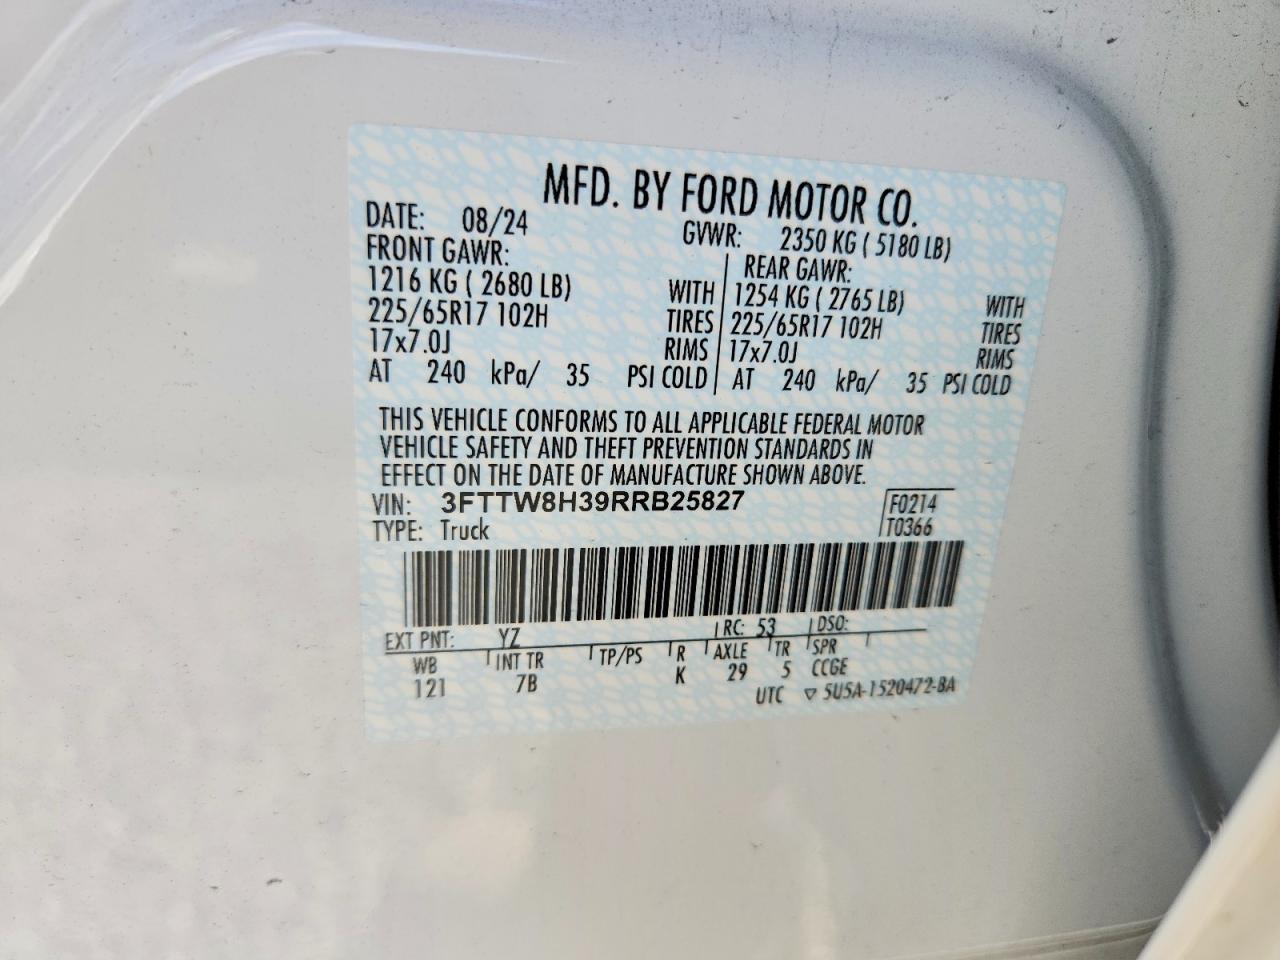 MFD. BY FORD MOTOR CO.
DATE: 08/24 GVWR: 2350 KG ( 5180 LB)
FRONT GAWR: REAR GAWR:
1216 KG ( 2680 LB) WITH 1254 KG ( 2765 LB) WITH
225/65R17 102H TIRES 225/65R17 102H TIRES
17x7.0J RIMS 17x7.0J RIMS
AT 240 kPa/ 35 PSI COLD AT 240 kPa/ 35 PSI COLD
THIS VEHICLE CONFORMS TO ALL APPLICABLE FEDERAL MOTOR
VEHICLE SAFETY AND THEFT PREVENTION STANDARDS IN
EFFECT ON THE DATE OF MANUFACTURE SHOWN ABOVE.
VIN: 3FTTW8H39RRB25827 F0214
TYPE: Truck T0366
EXT PNT: YZ RC: 53 DSO:
WB INT TR TP/PS R AXLE TR SPR
121 7B K 29 5 CCGE
UTC ▽ 5U5A-1520472-BA